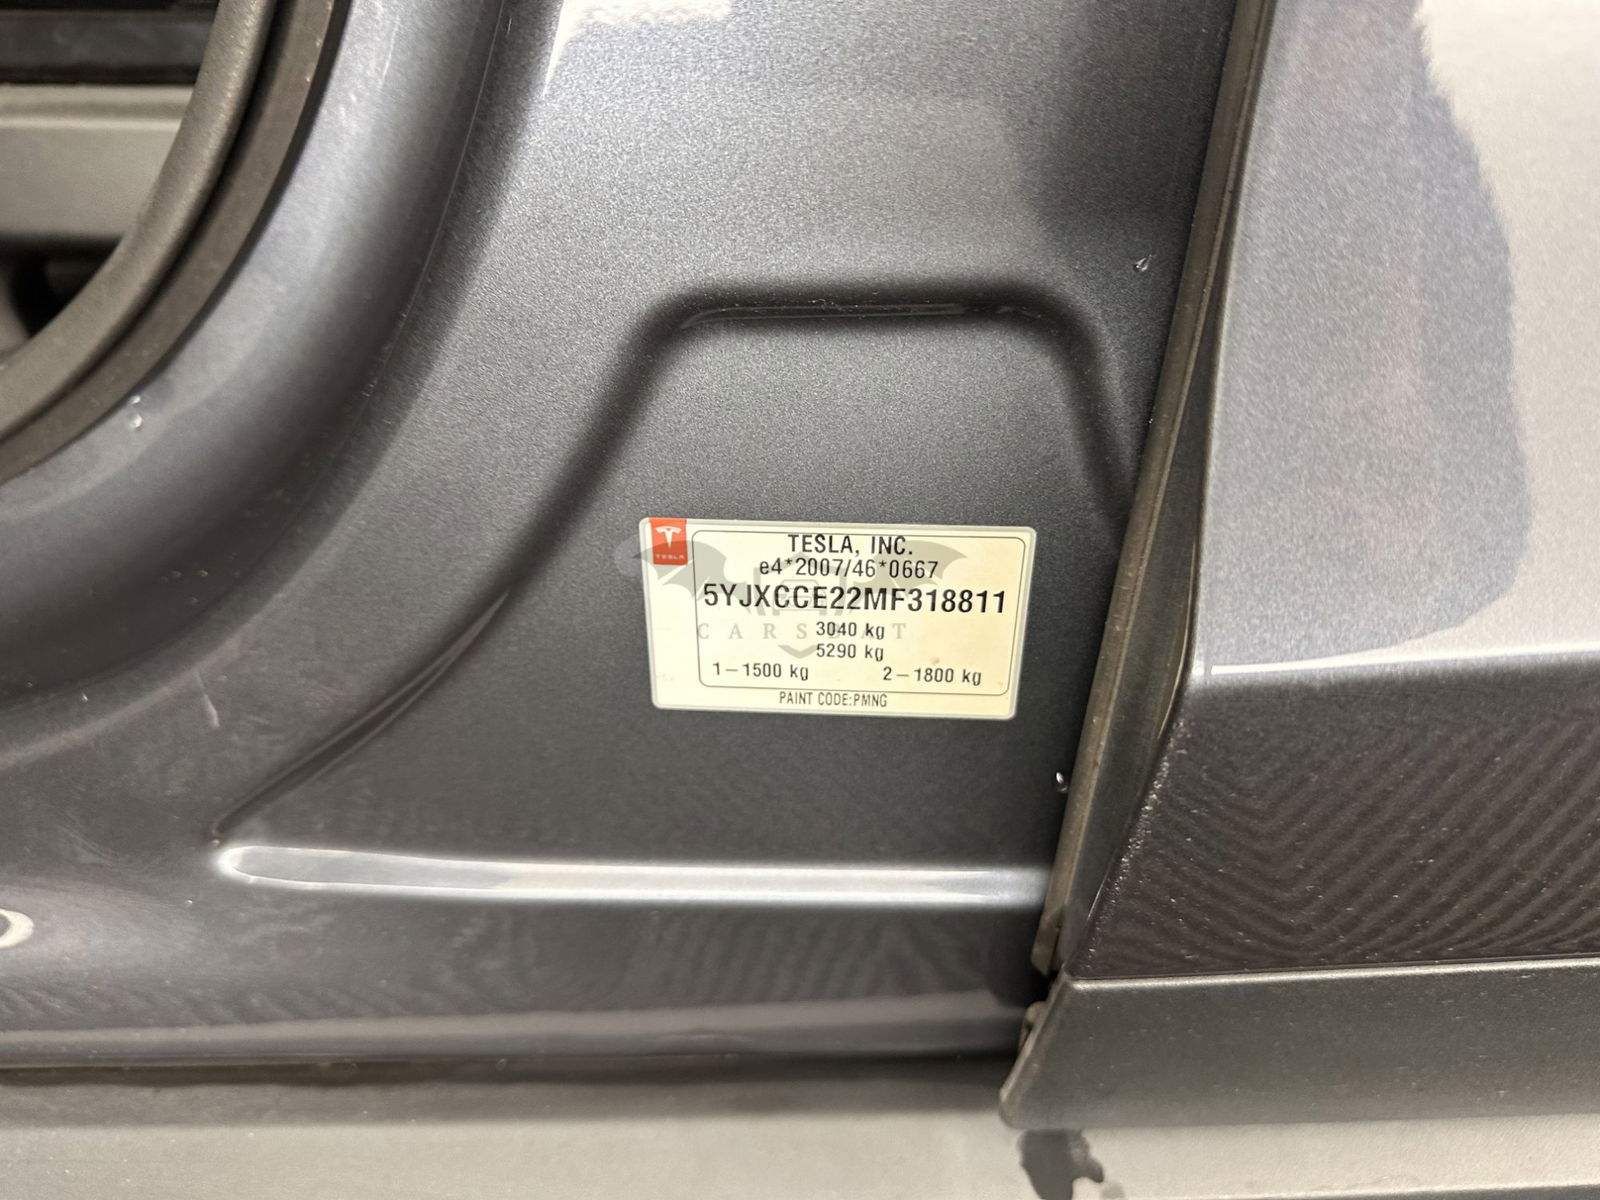 TESLA
TESLA, INC.
e4*2007/46*0667
5YJXCCE22MF318811
3040 kg
CARSBAT
5290 kg
1–1500 kg 2–1800 kg
PAINT CODE:PMNG